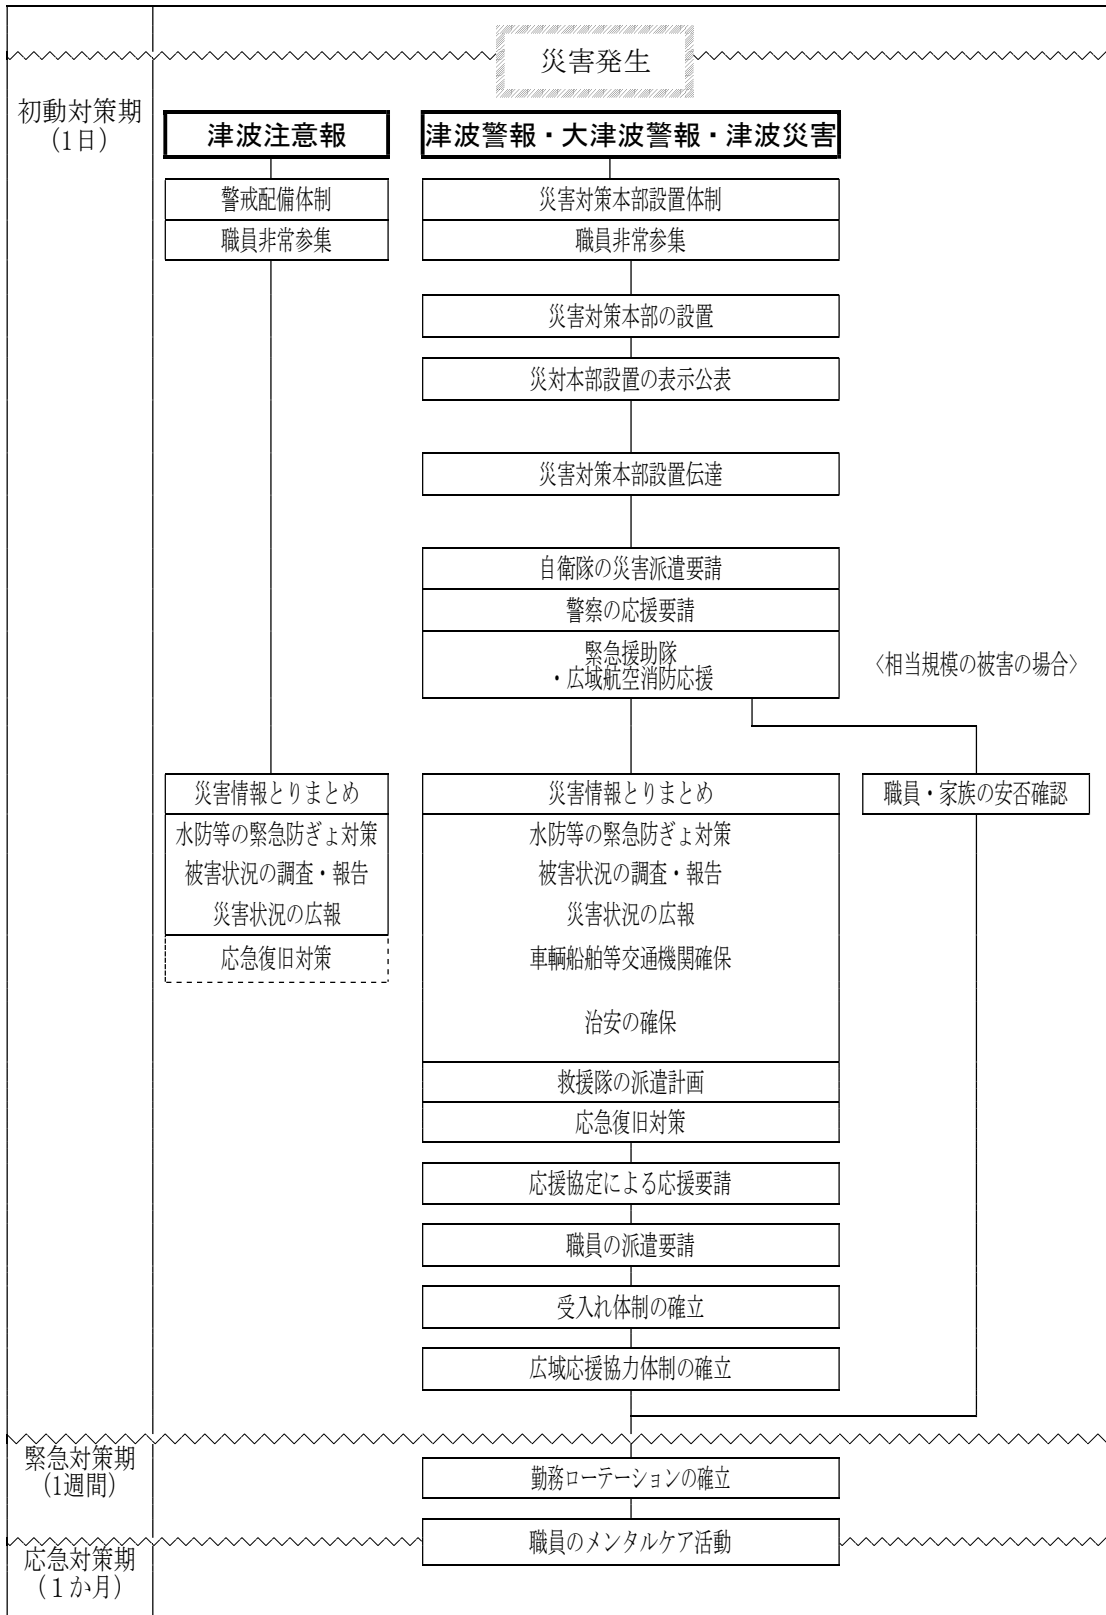 災害発生
初動対策期
(1日)
津波注意報
津波警報・大津波警報・津波災害
警戒配備体制
災害対策本部設置体制
職員非常参集
職員非常参集
災害対策本部の設置
災対本部設置の表示公表
災害対策本部設置伝達
自衛隊の災害派遣要請
警察の応援要請
緊急援助隊
・広域航空消防応援
〈相当規模の被害の場合〉
災害情報とりまとめ
災害情報とりまとめ
職員・家族の安否確認
水防等の緊急防ぎょ対策
水防等の緊急防ぎょ対策
被害状況の調査・報告
被害状況の調査・報告
災害状況の広報
災害状況の広報
応急復旧対策
車輌船舶等交通機関確保
治安の確保
救援隊の派遣計画
応急復旧対策
応援協定による応援要請
職員の派遣要請
受入れ体制の確立
広域応援協力体制の確立
緊急対策期
(1週間)
勤務ローテーションの確立
職員のメンタルケア活動
応急対策期
(１か月)